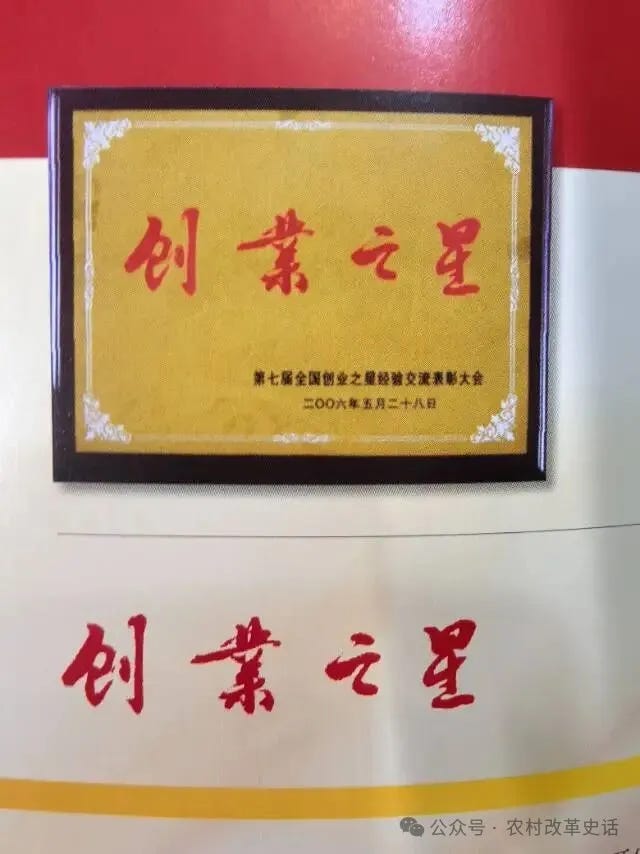 创業之星
第七届全国创业之星经验交流表彰大会
二〇〇六年五月二十八日
创業之星
公众号·农村改革史话